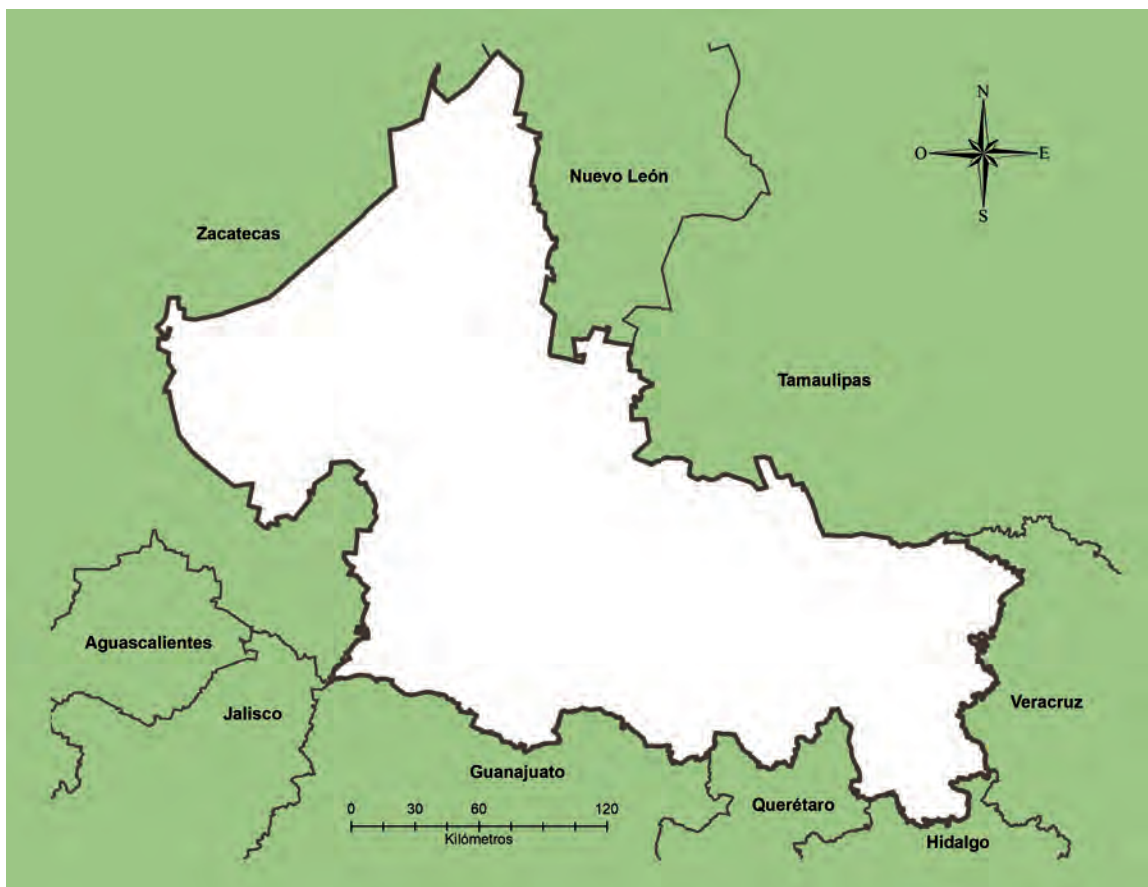 N
O
E
S
Nuevo León
Zacatecas
Tamaulipas
Aguascalientes
Jalisco
Veracruz
Guanajuato
0 30 60 120
Kilómetros
Querétaro
Hidalgo